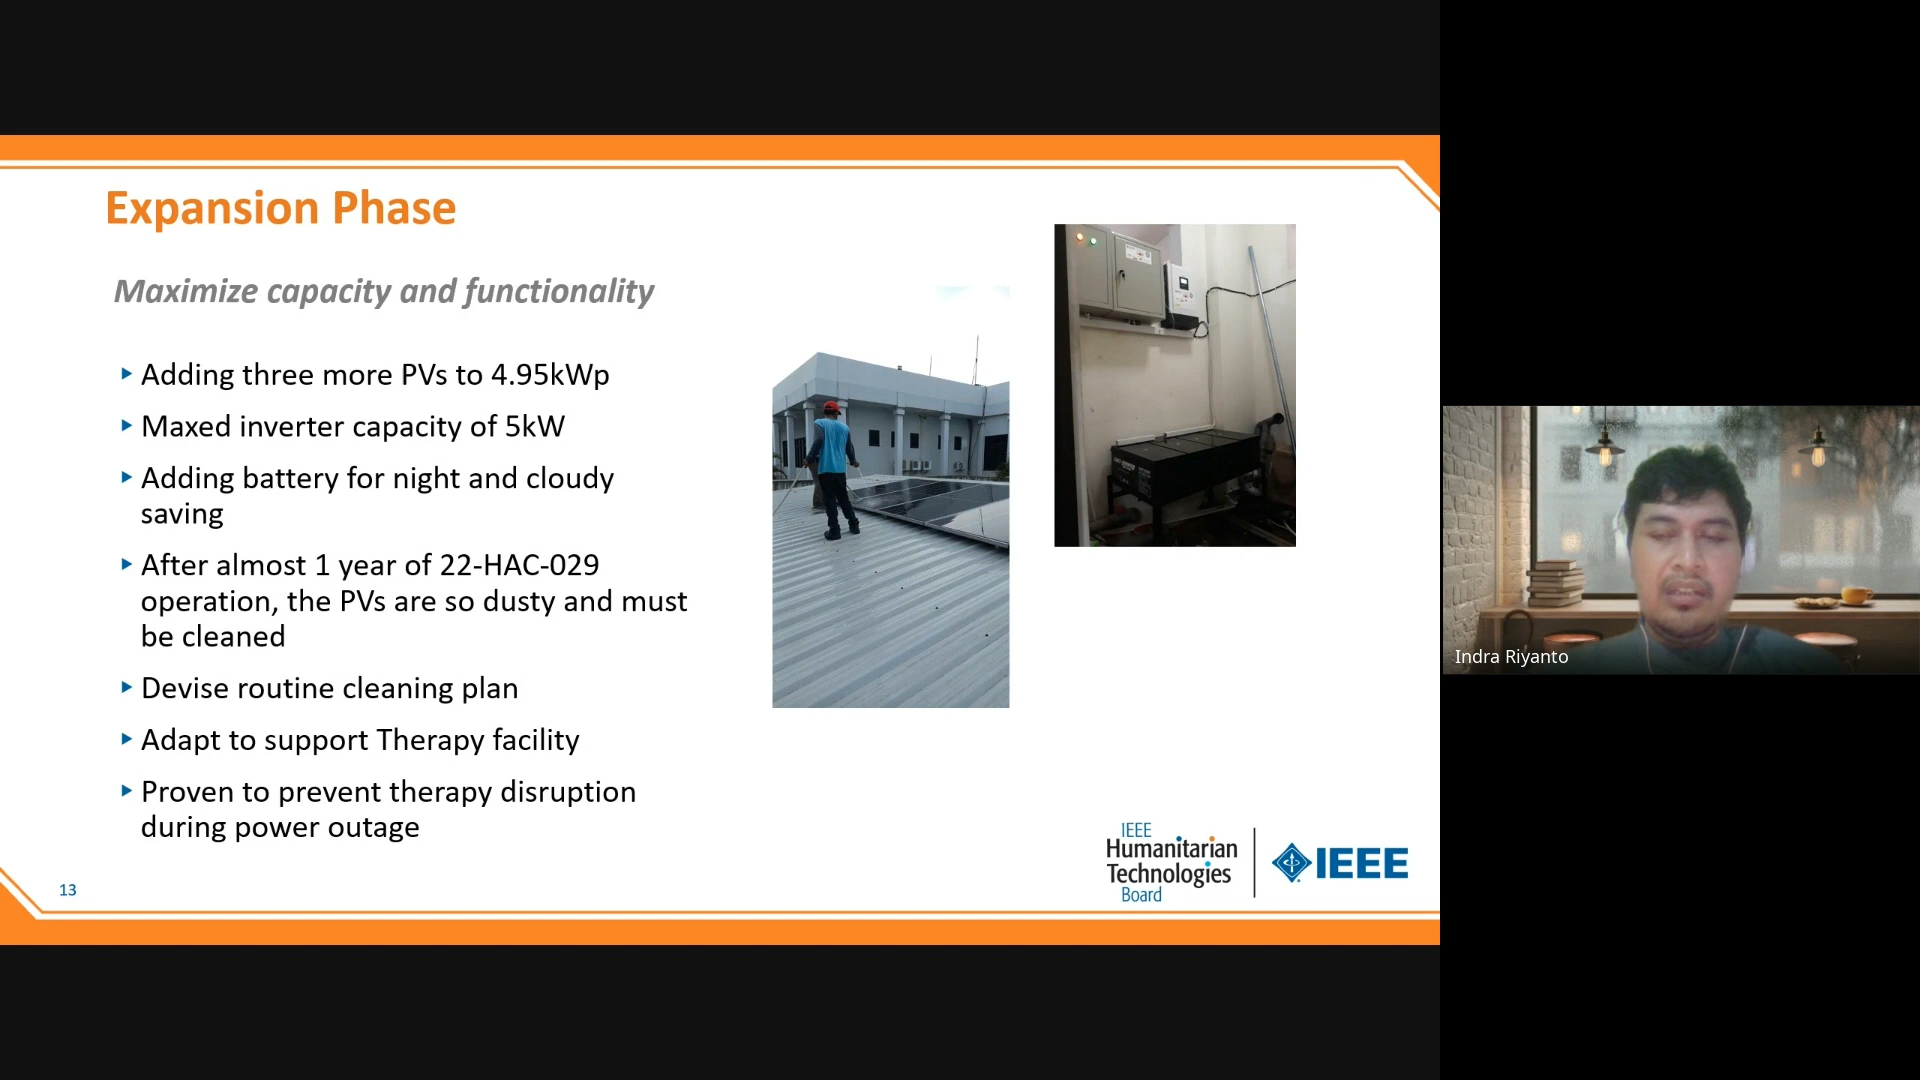 Expansion Phase
Maximize capacity and functionality
Adding three more PVs to 4.95kWp
Maxed inverter capacity of 5kW
Adding battery for night and cloudy
saving
After almost 1 year of 22-HAC-029
operation, the PVs are so dusty and must
be cleaned
Devise routine cleaning plan
Adapt to support Therapy facility
Proven to prevent therapy disruption
during power outage
13
IEEE
Humanitarian
Technologies
Board
IEEE
Indra Riyanto